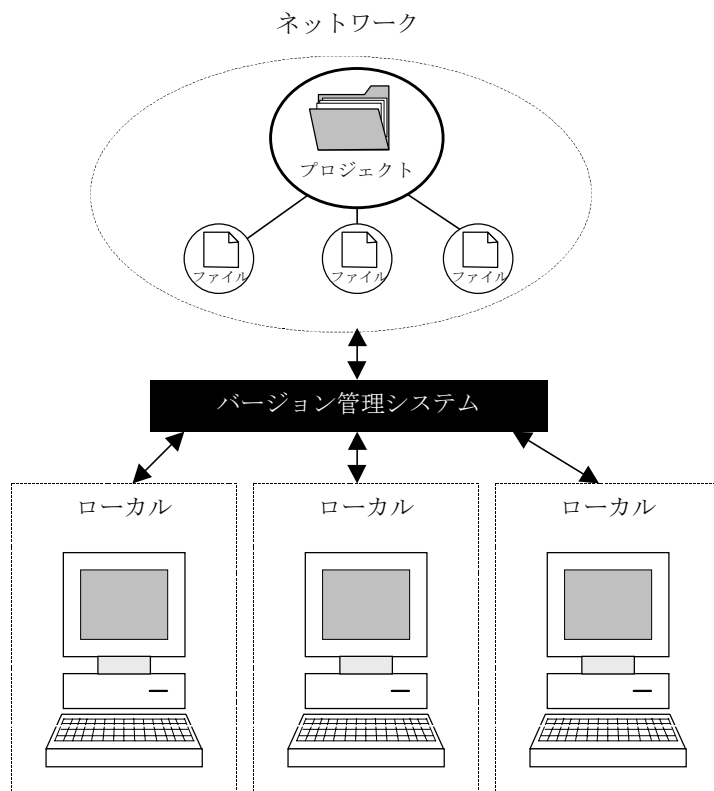 ネットワーク
プロジェクト
ファイル
ファイル
ファイル
バージョン管理システム
ローカル
ローカル
ローカル